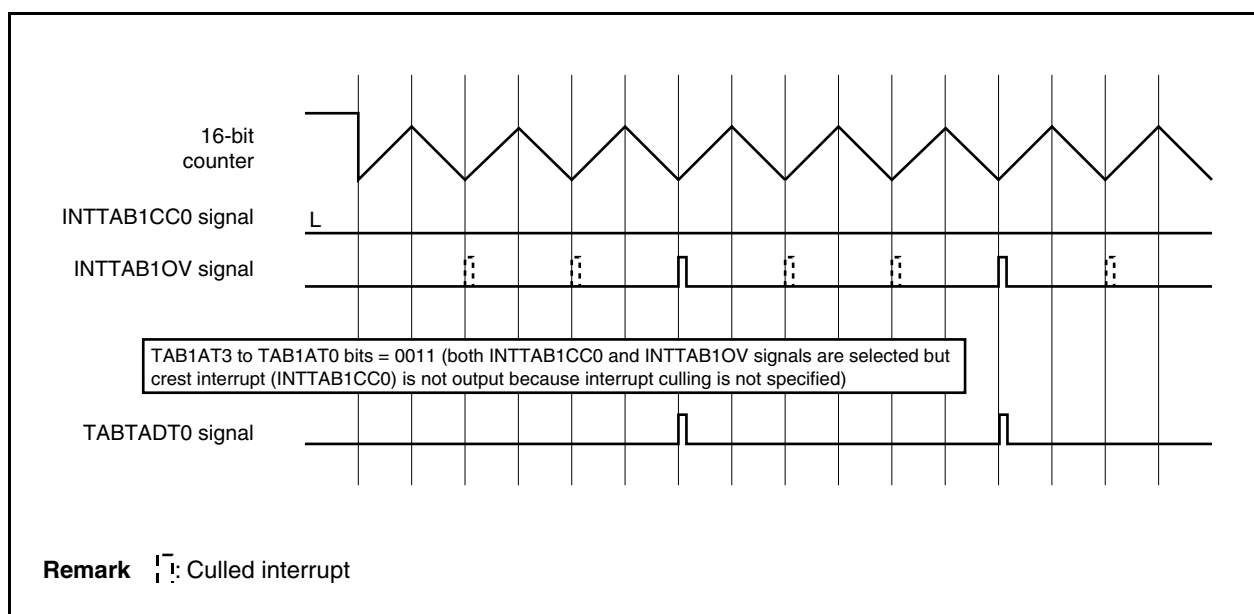 16-bit
counter
INTTAB1CC0 signal
L
INTTAB1OV signal
TAB1AT3 to TAB1AT0 bits = 0011 (both INTTAB1CC0 and INTTAB1OV signals are selected but
crest interrupt (INTTAB1CC0) is not output because interrupt culling is not specified)
TABTADT0 signal
Remark : Culled interrupt